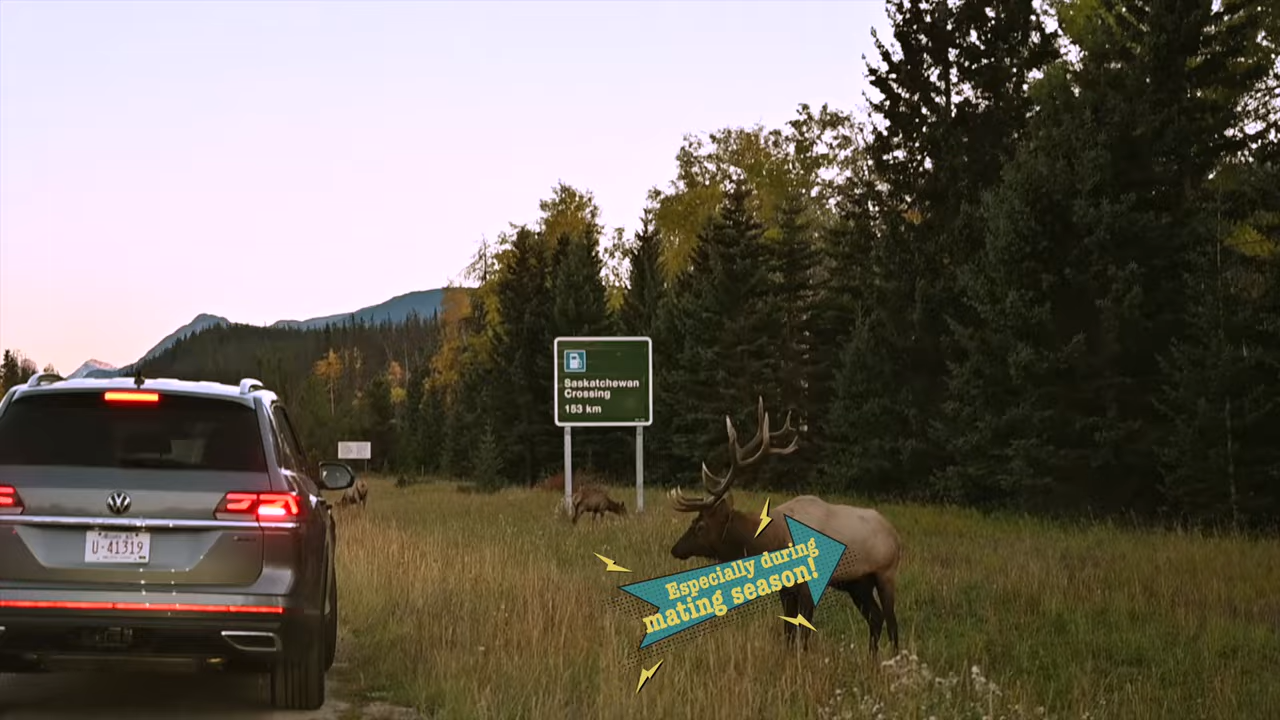 Saskatchewan
Crossing
153 km
U-41319
Especially during
mating season!